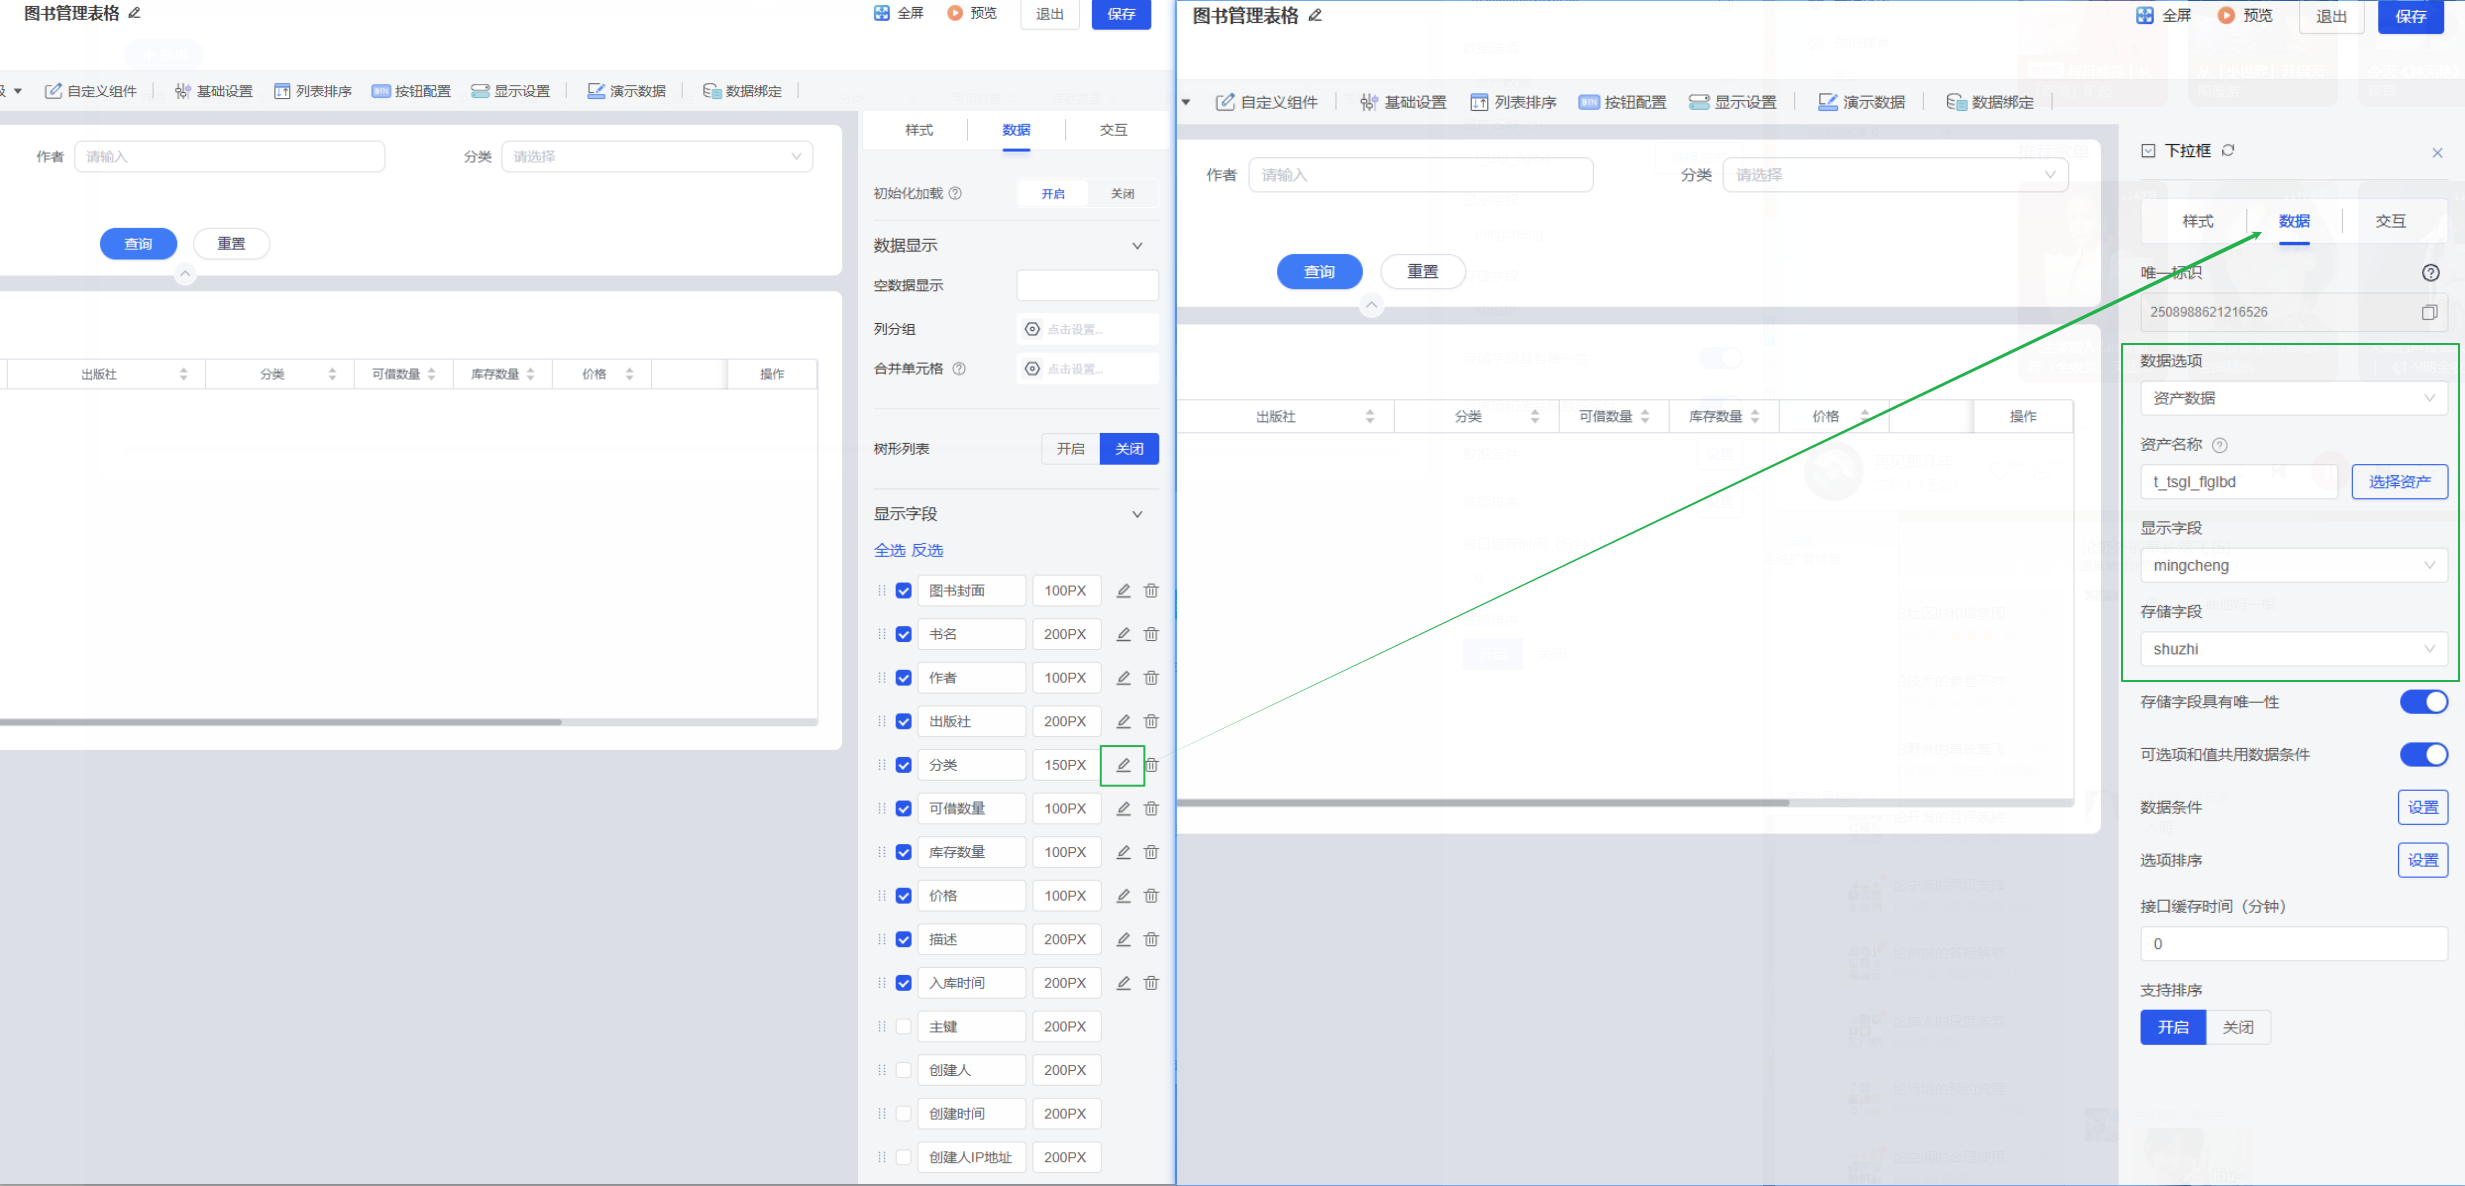 图书管理表格
全屏
预览
退出
保存
自定义组件
基础设置
列表排序
按钮配置
显示设置
演示数据
数据绑定
作者
请输入
分类
请选择
查询
重置
出版社
分类
可借数量
库存数量
价格
操作
样式
数据
交互
初始化加载
开启
关闭
数据显示
空数据显示
列分组
点击设置...
合并单元格
点击设置...
树形列表
开启
关闭
显示字段
全选 反选
图书封面 100PX
书名 200PX
作者 100PX
出版社 200PX
分类 150PX
可借数量 100PX
库存数量 100PX
价格 100PX
描述 200PX
入库时间 200PX
主键 200PX
创建人 200PX
创建时间 200PX
创建人IP地址 200PX
图书管理表格
全屏
预览
退出
保存
自定义组件
基础设置
列表排序
按钮配置
显示设置
演示数据
数据绑定
作者
请输入
分类
请选择
查询
重置
出版社
分类
可借数量
库存数量
价格
操作
下拉框
样式
数据
交互
唯一标识
2508988621216526
数据选项
资产数据
资产名称
t_tsgl_flglbd
选择资产
显示字段
mingcheng
存储字段
shuzhi
存储字段具有唯一性
可选项和值共用数据条件
数据条件
设置
选项排序
设置
接口缓存时间（分钟）
0
支持排序
开启
关闭